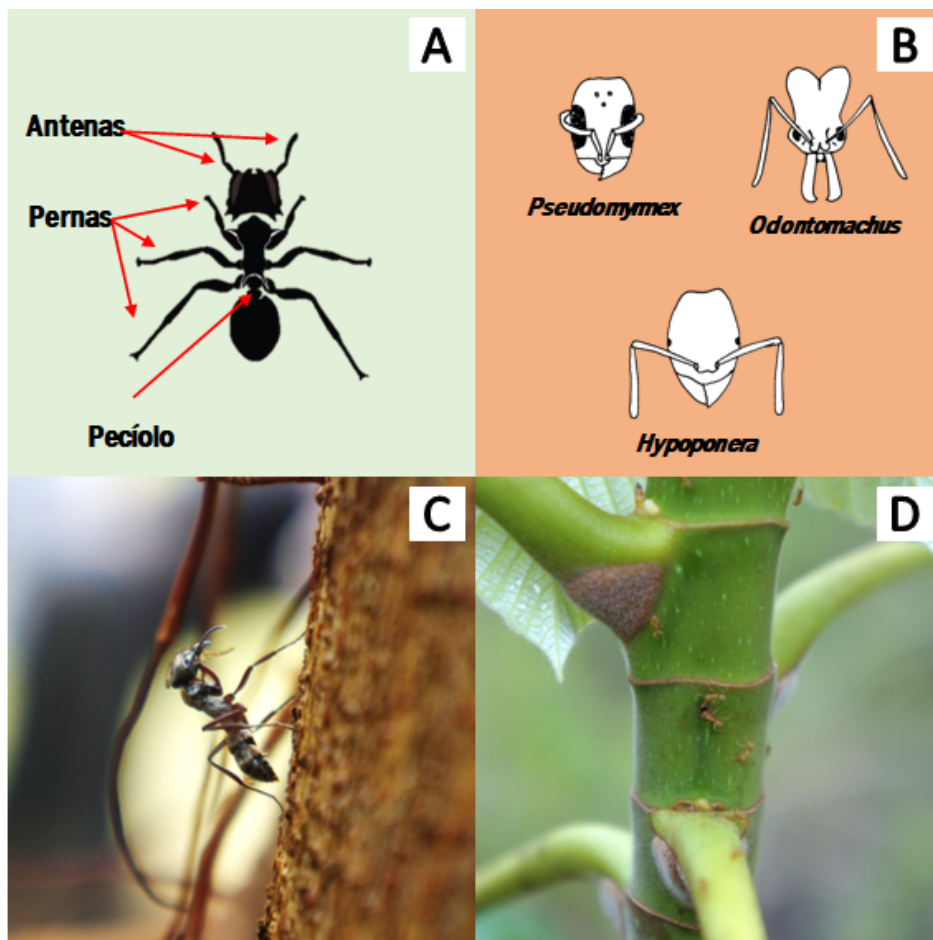 A
Antenas
Pernas
Pecíolo
B
Pseudomyrmex
Odontomachus
Hypoponera
C
D